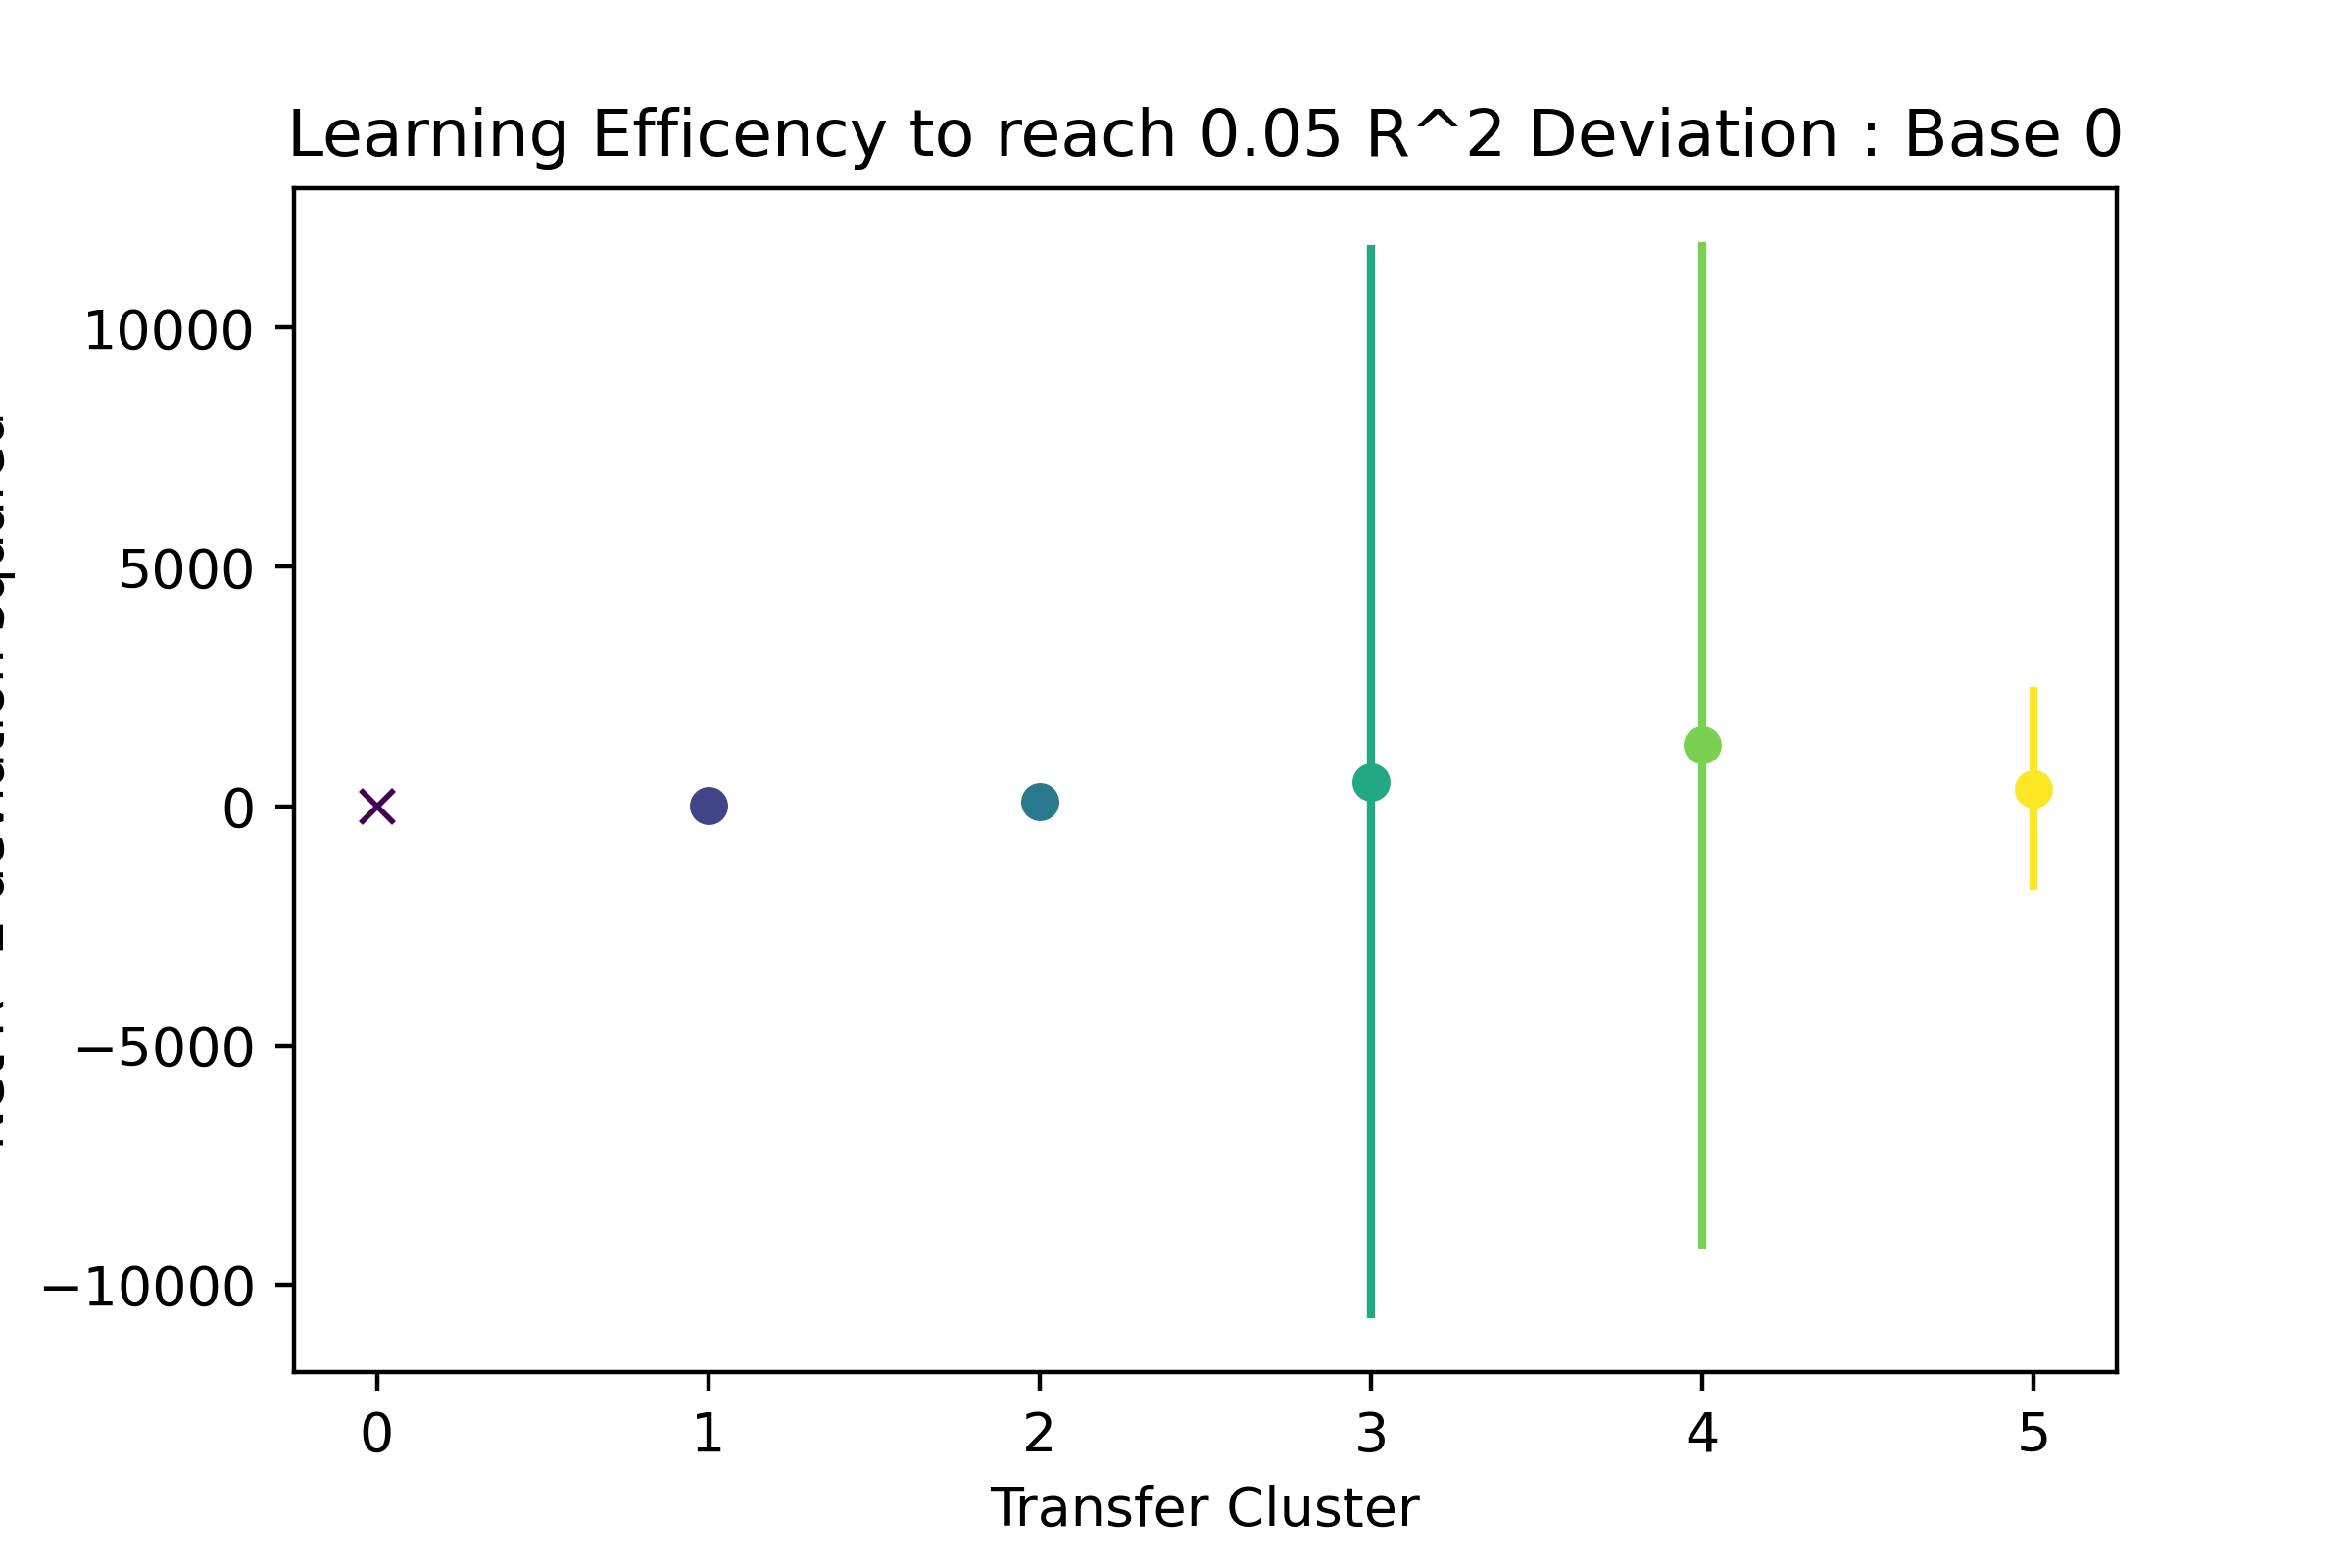 Learning Efficency to reach 0.05 R^2 Deviation : Base 0
10000
5000
0
−5000
−10000
0 1 2 3 4 5
Transfer Cluster